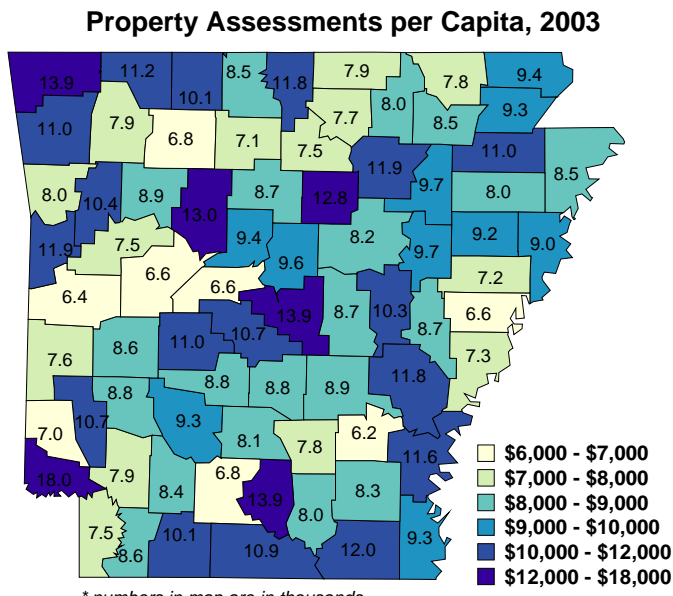 Property Assessments per Capita, 2003
13.9 11.2 10.1 8.5 11.8 7.9 7.8 9.4
11.0 7.9 6.8 7.1 7.7 8.0 8.5 9.3
7.5 11.9 11.0 8.5
8.0 10.4 8.9 13.0 8.7 12.8 9.7 8.0
11.9 7.5 9.4 9.6 8.2 9.7 9.2 9.0
6.4 6.6 6.6 7.2
13.9 8.7 10.3 8.7 6.6
7.6 8.6 11.0 10.7 7.3
8.8 8.8 8.8 8.9 11.8
7.0 10.7 9.3 8.1 7.8 6.2
18.0 7.9 8.4 6.8 13.9 8.0 8.3 11.6
7.5 8.6 10.1 10.9 12.0 9.3
$6,000 - $7,000
$7,000 - $8,000
$8,000 - $9,000
$9,000 - $10,000
$10,000 - $12,000
$12,000 - $18,000
* numbers in map are in thousands